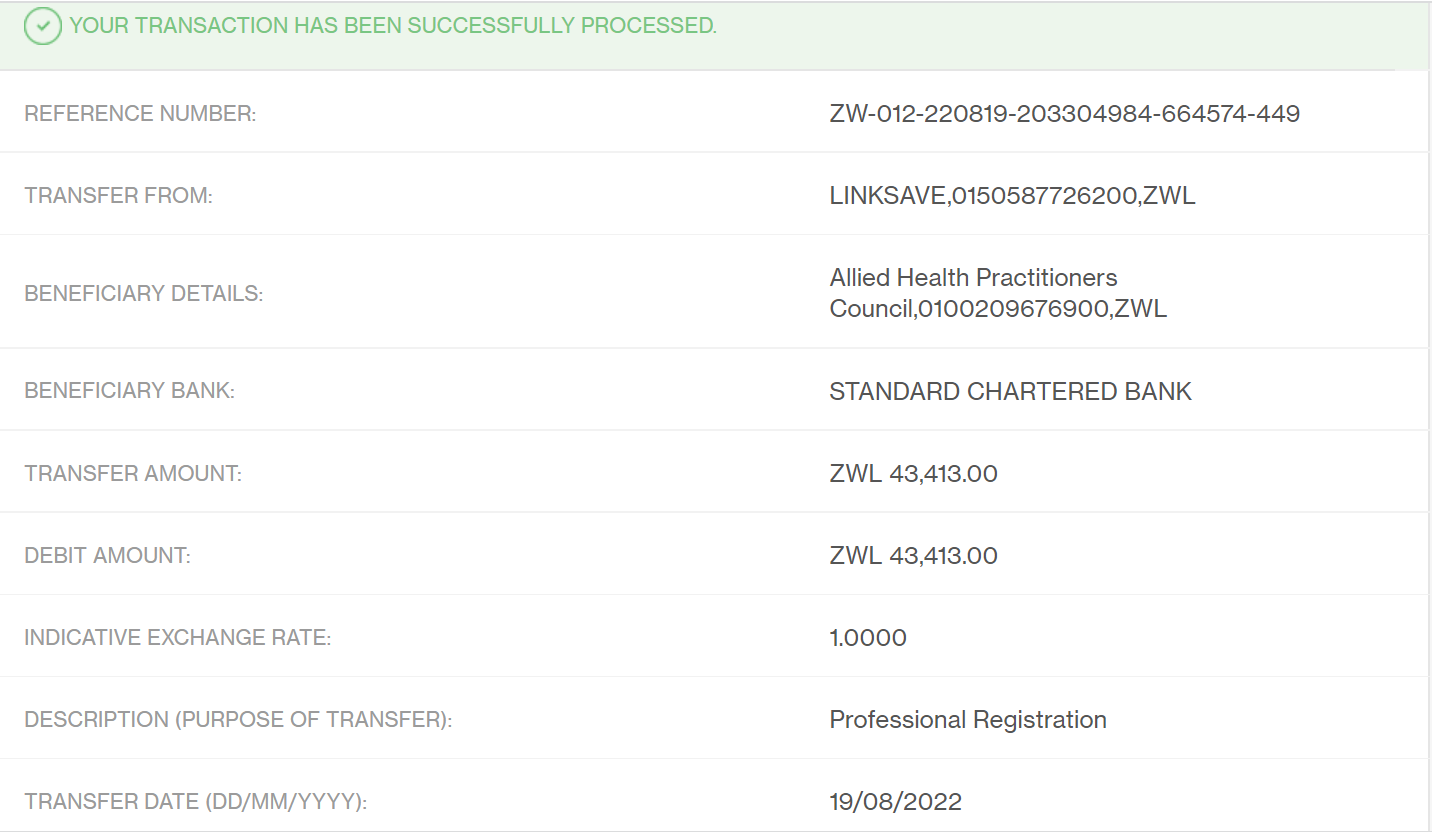 YOUR TRANSACTION HAS BEEN SUCCESSFULLY PROCESSED.
REFERENCE NUMBER: ZW-012-220819-203304984-664574-449
TRANSFER FROM: LINKSAVE,0150587726200,ZWL
BENEFICIARY DETAILS: Allied Health Practitioners
Council,0100209676900,ZWL
BENEFICIARY BANK: STANDARD CHARTERED BANK
TRANSFER AMOUNT: ZWL 43,413.00
DEBIT AMOUNT: ZWL 43,413.00
INDICATIVE EXCHANGE RATE: 1.0000
DESCRIPTION (PURPOSE OF TRANSFER): Professional Registration
TRANSFER DATE (DD/MM/YYYY): 19/08/2022